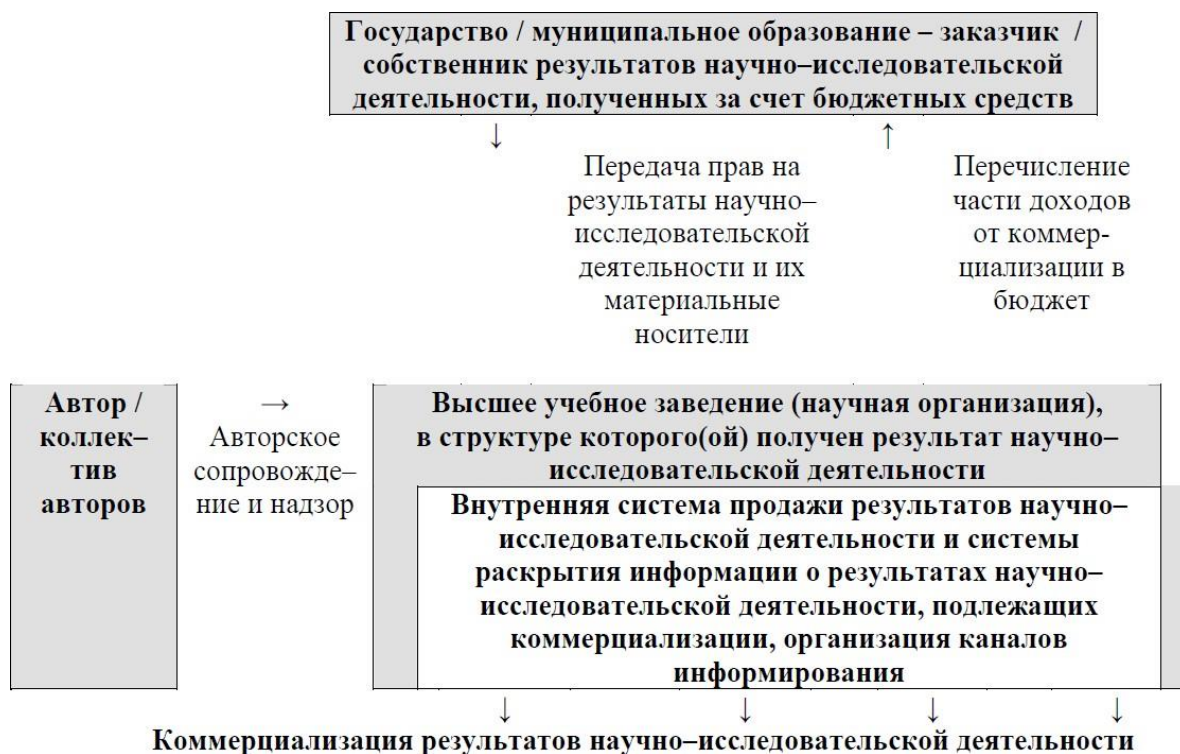 Государство / муниципальное образование – заказчик /
собственник результатов научно–исследовательской
деятельности, полученных за счет бюджетных средств
↓ ↑
Передача прав на
результаты научно–
исследовательской
деятельности и их
материальные
носители
Перечисление
части доходов
от коммер-
циализации в
бюджет
Автор /
коллек–
тив
авторов
→
Авторское
сопровожде–
ние и надзор
Высшее учебное заведение (научная организация),
в структуре которого(ой) получен результат научно–
исследовательской деятельности
Внутренняя система продажи результатов научно–
исследовательской деятельности и системы
раскрытия информации о результатах научно–
исследовательской деятельности, подлежащих
коммерциализации, организация каналов
информирования
↓ ↓ ↓ ↓
Коммерциализация результатов научно–исследовательской деятельности